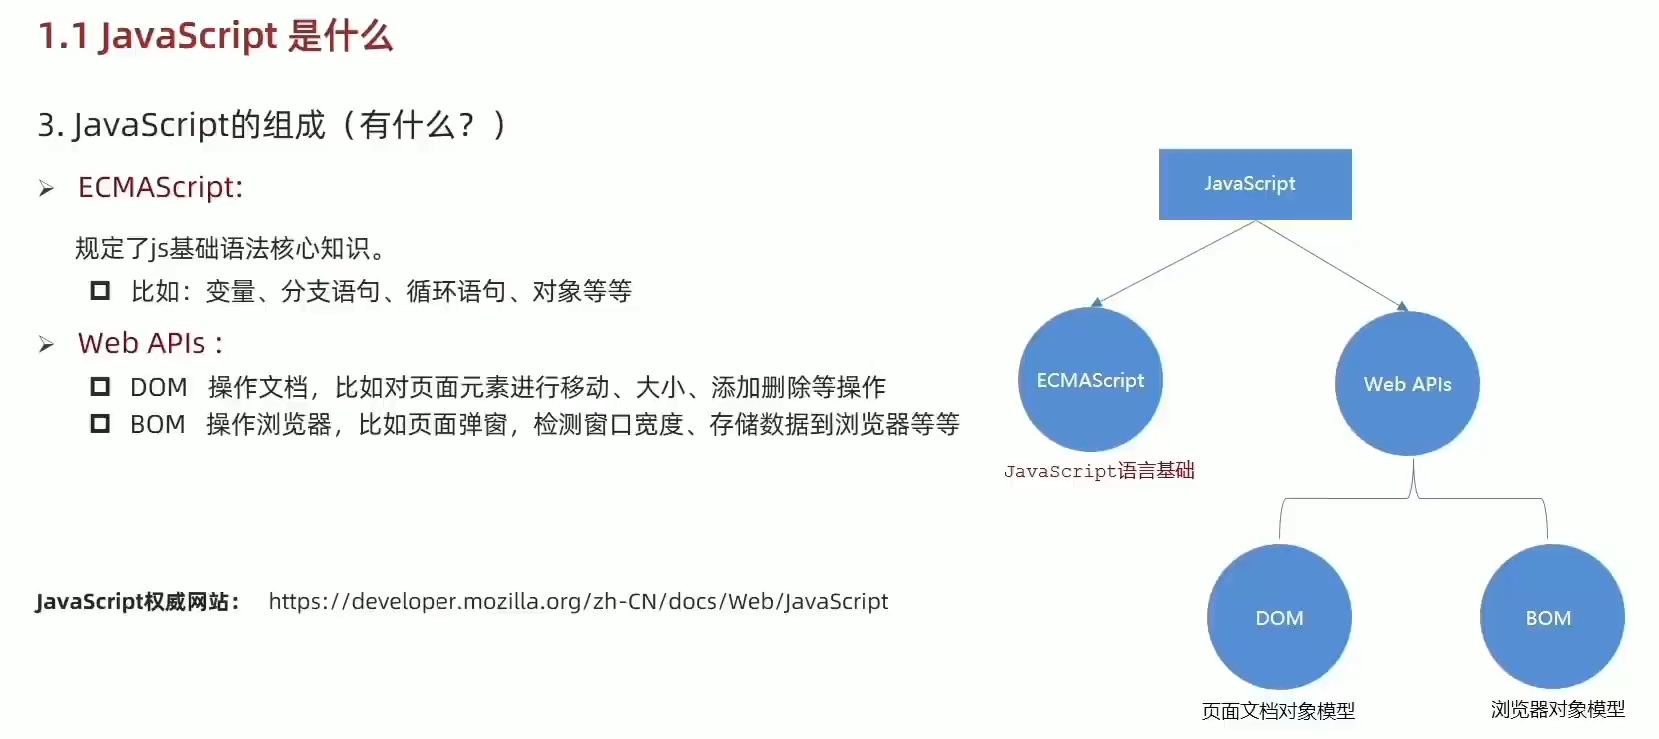 1.1 JavaScript 是什么
3. JavaScript的组成（有什么？）
➢ ECMAScript:
规定了js基础语法核心知识。
比如：变量、分支语句、循环语句、对象等等
➢ Web APIs :
DOM 操作文档，比如对页面元素进行移动、大小、添加删除等操作
BOM 操作浏览器，比如页面弹窗，检测窗口宽度、存储数据到浏览器等等
JavaScript权威网站： https://developer.mozilla.org/zh-CN/docs/Web/JavaScript
JavaScript
ECMAScript
Web APIs
JavaScript语言基础
DOM
BOM
页面文档对象模型
浏览器对象模型